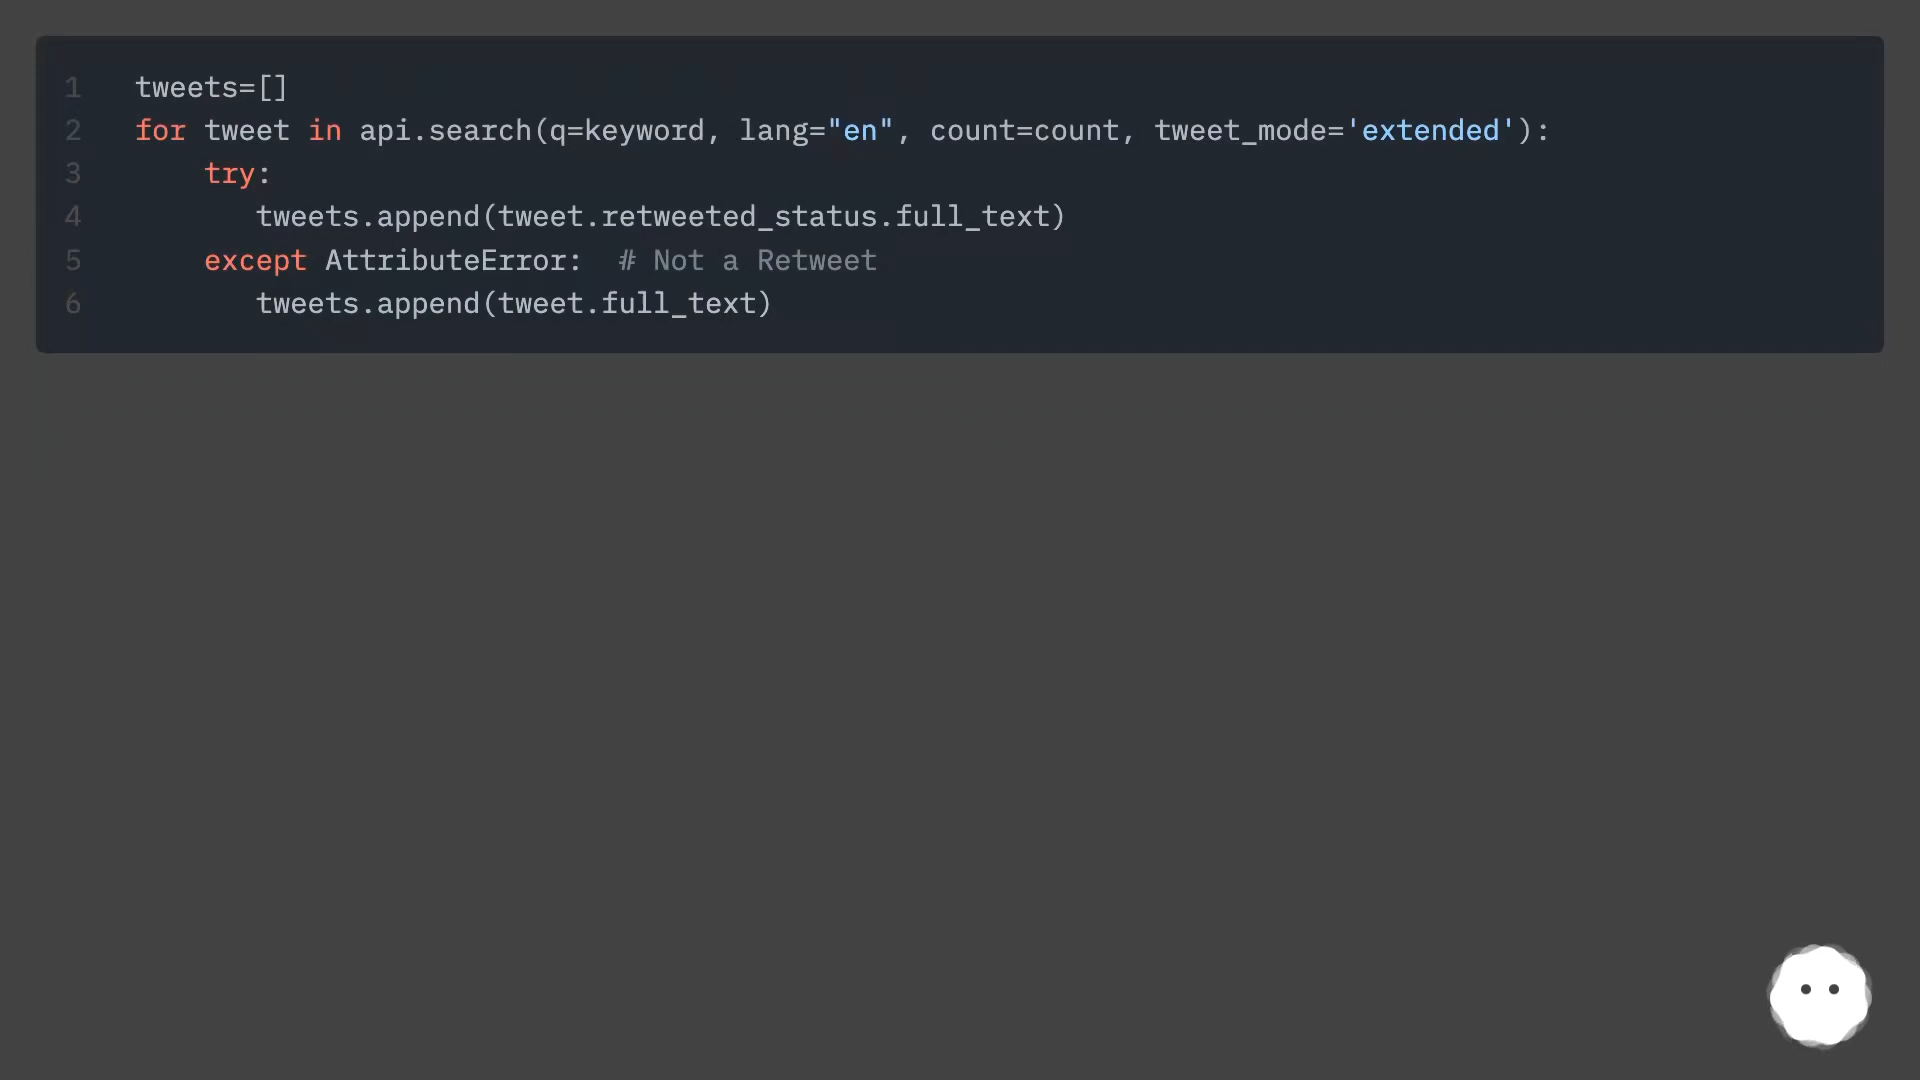 1 tweets=[]
2 for tweet in api.search(q=keyword, lang="en", count=count, tweet_mode='extended'):
3 try:
4 tweets.append(tweet.retweeted_status.full_text)
5 except AttributeError:  # Not a Retweet
6 tweets.append(tweet.full_text)